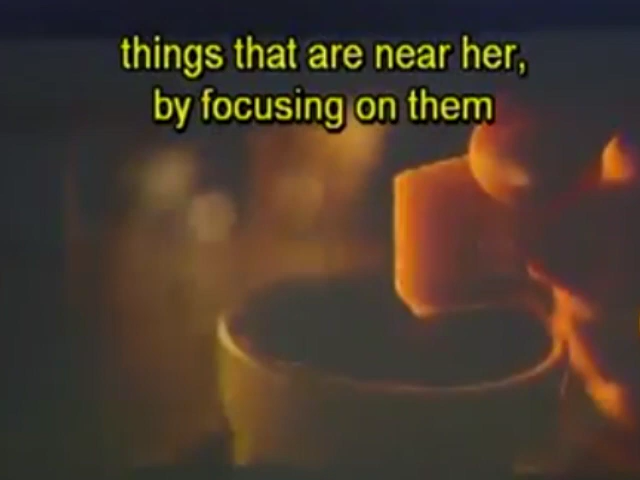 things that are near her,
by focusing on them